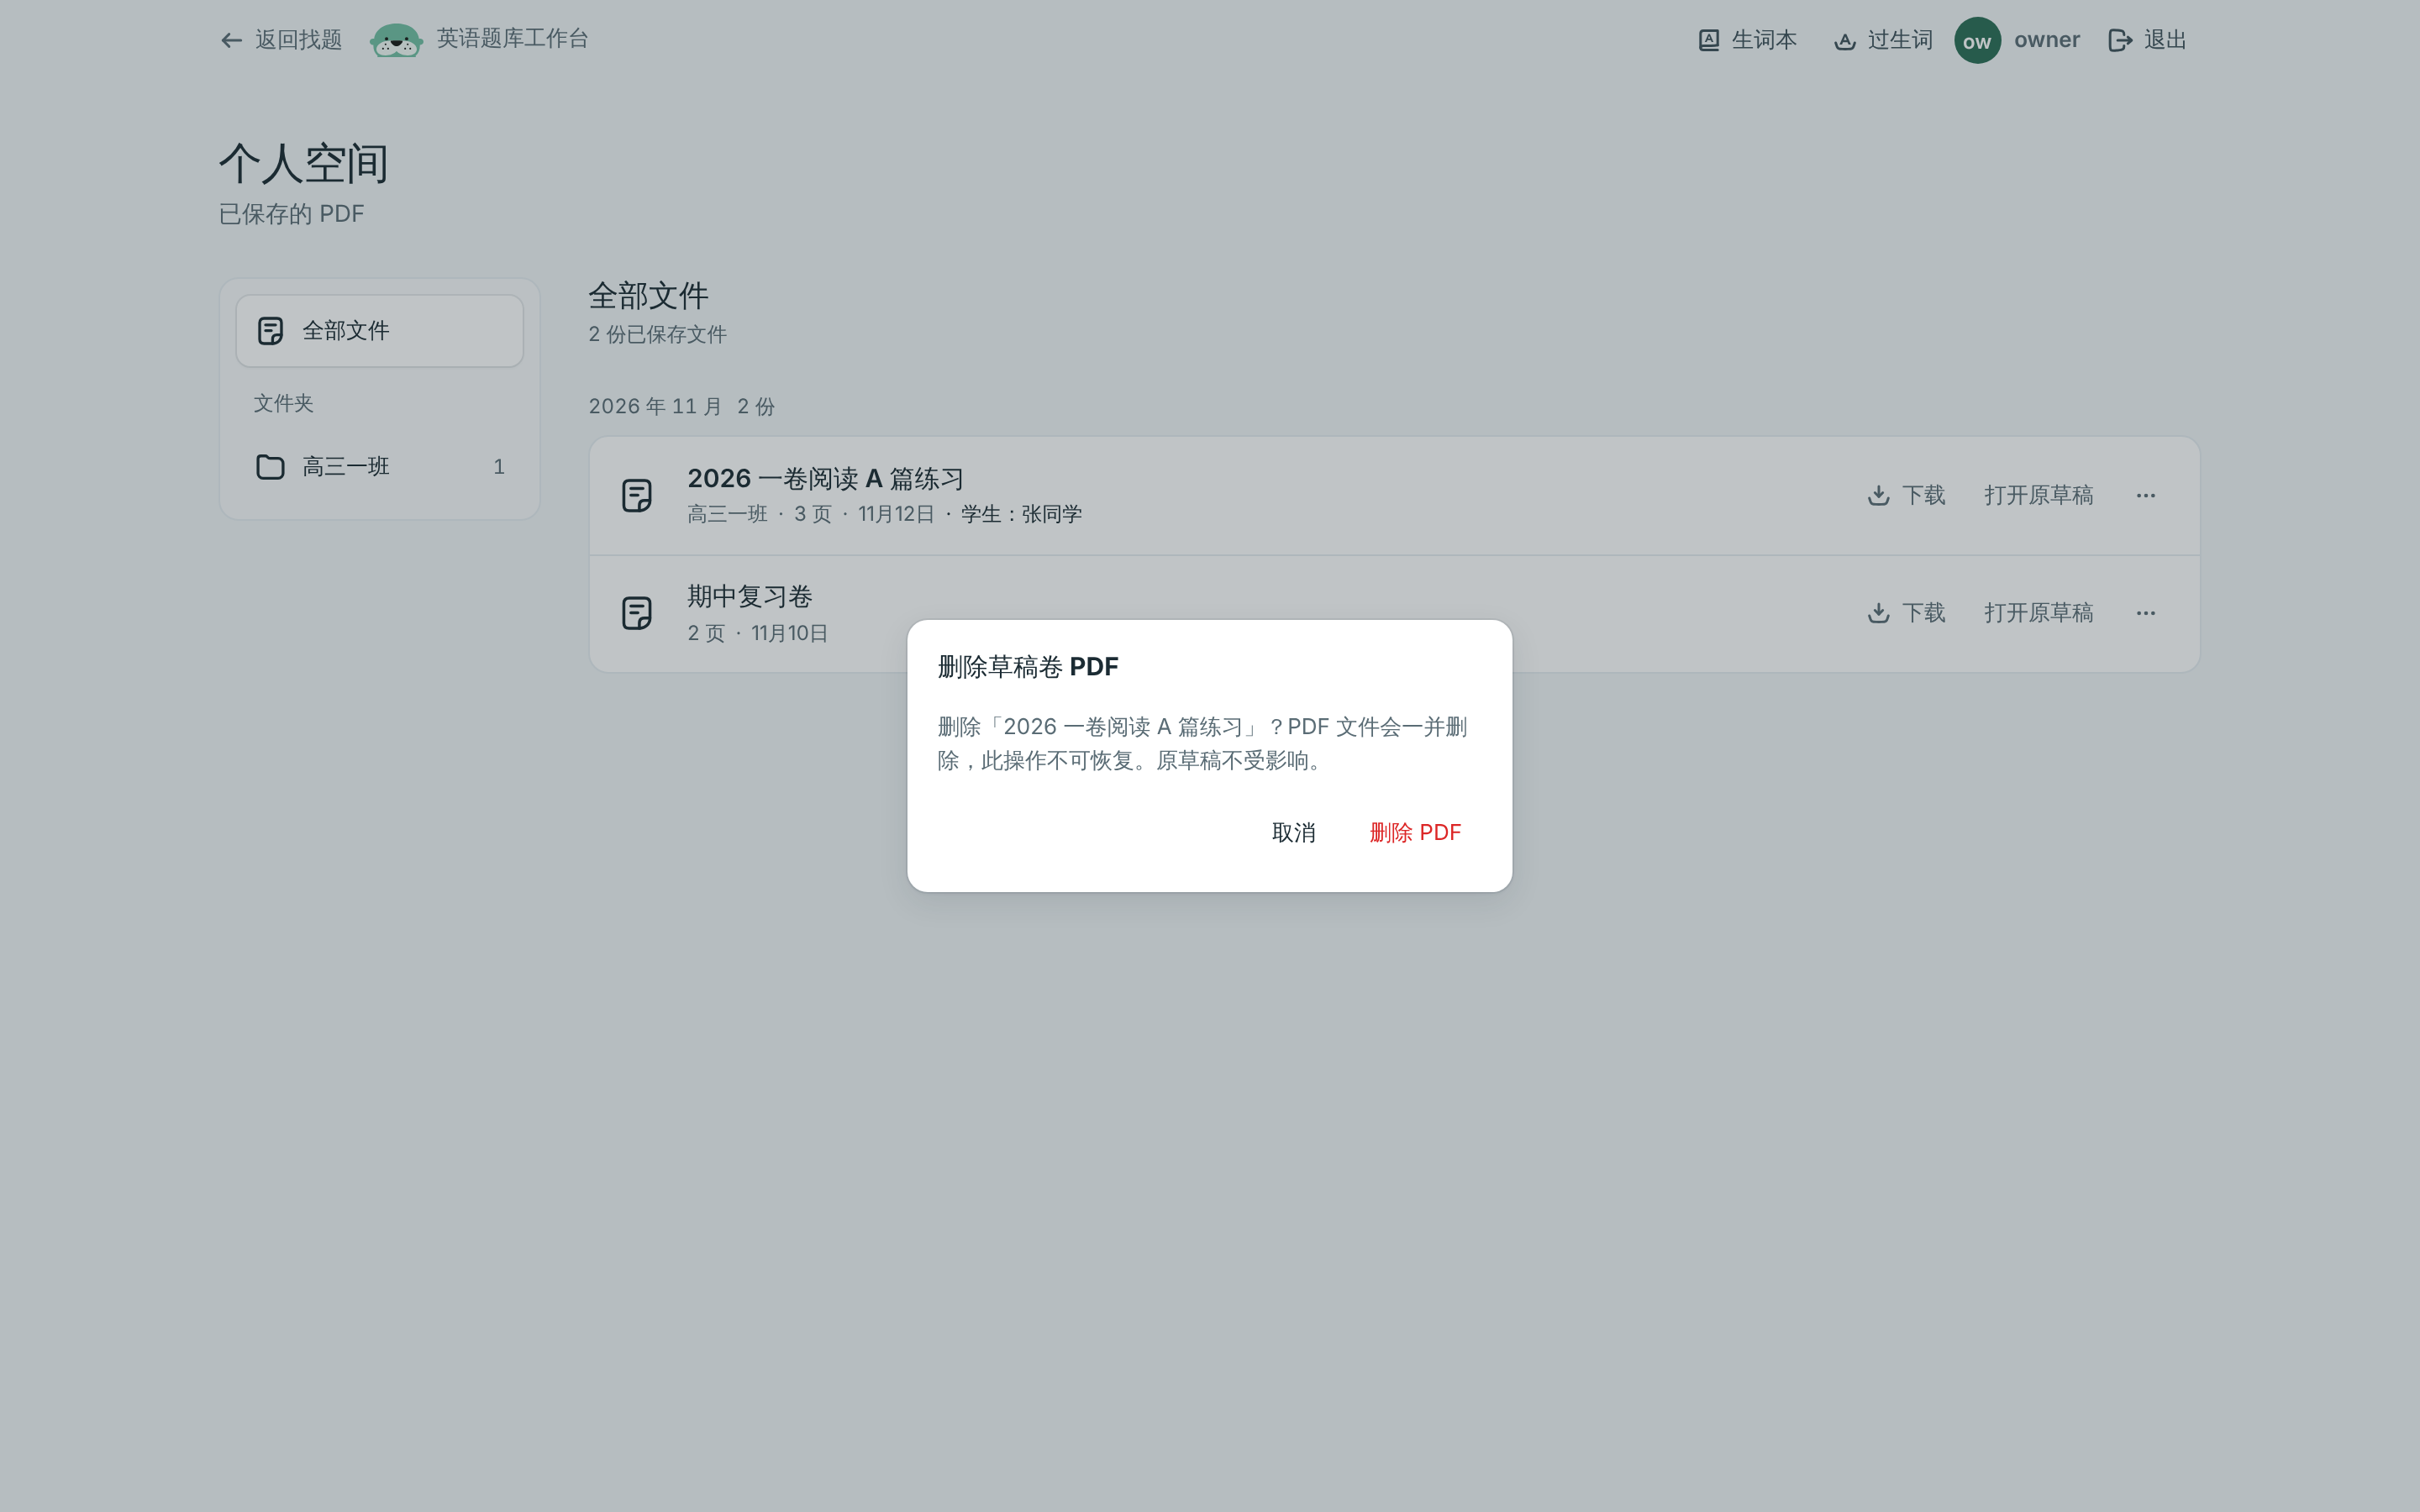 返回找题
英语题库工作台
生词本
过生词
ow
owner
退出
个人空间
已保存的 PDF
全部文件
文件夹
高三一班 1
全部文件
2 份已保存文件
2026 年 11 月 2 份
2026 一卷阅读 A 篇练习
高三一班 · 3 页 · 11月12日 · 学生：张同学
下载 打开原草稿 ···
期中复习卷
2 页 · 11月10日
下载 打开原草稿 ···
删除草稿卷 PDF
删除「2026 一卷阅读 A 篇练习」？PDF 文件会一并删
除，此操作不可恢复。原草稿不受影响。
取消 删除 PDF